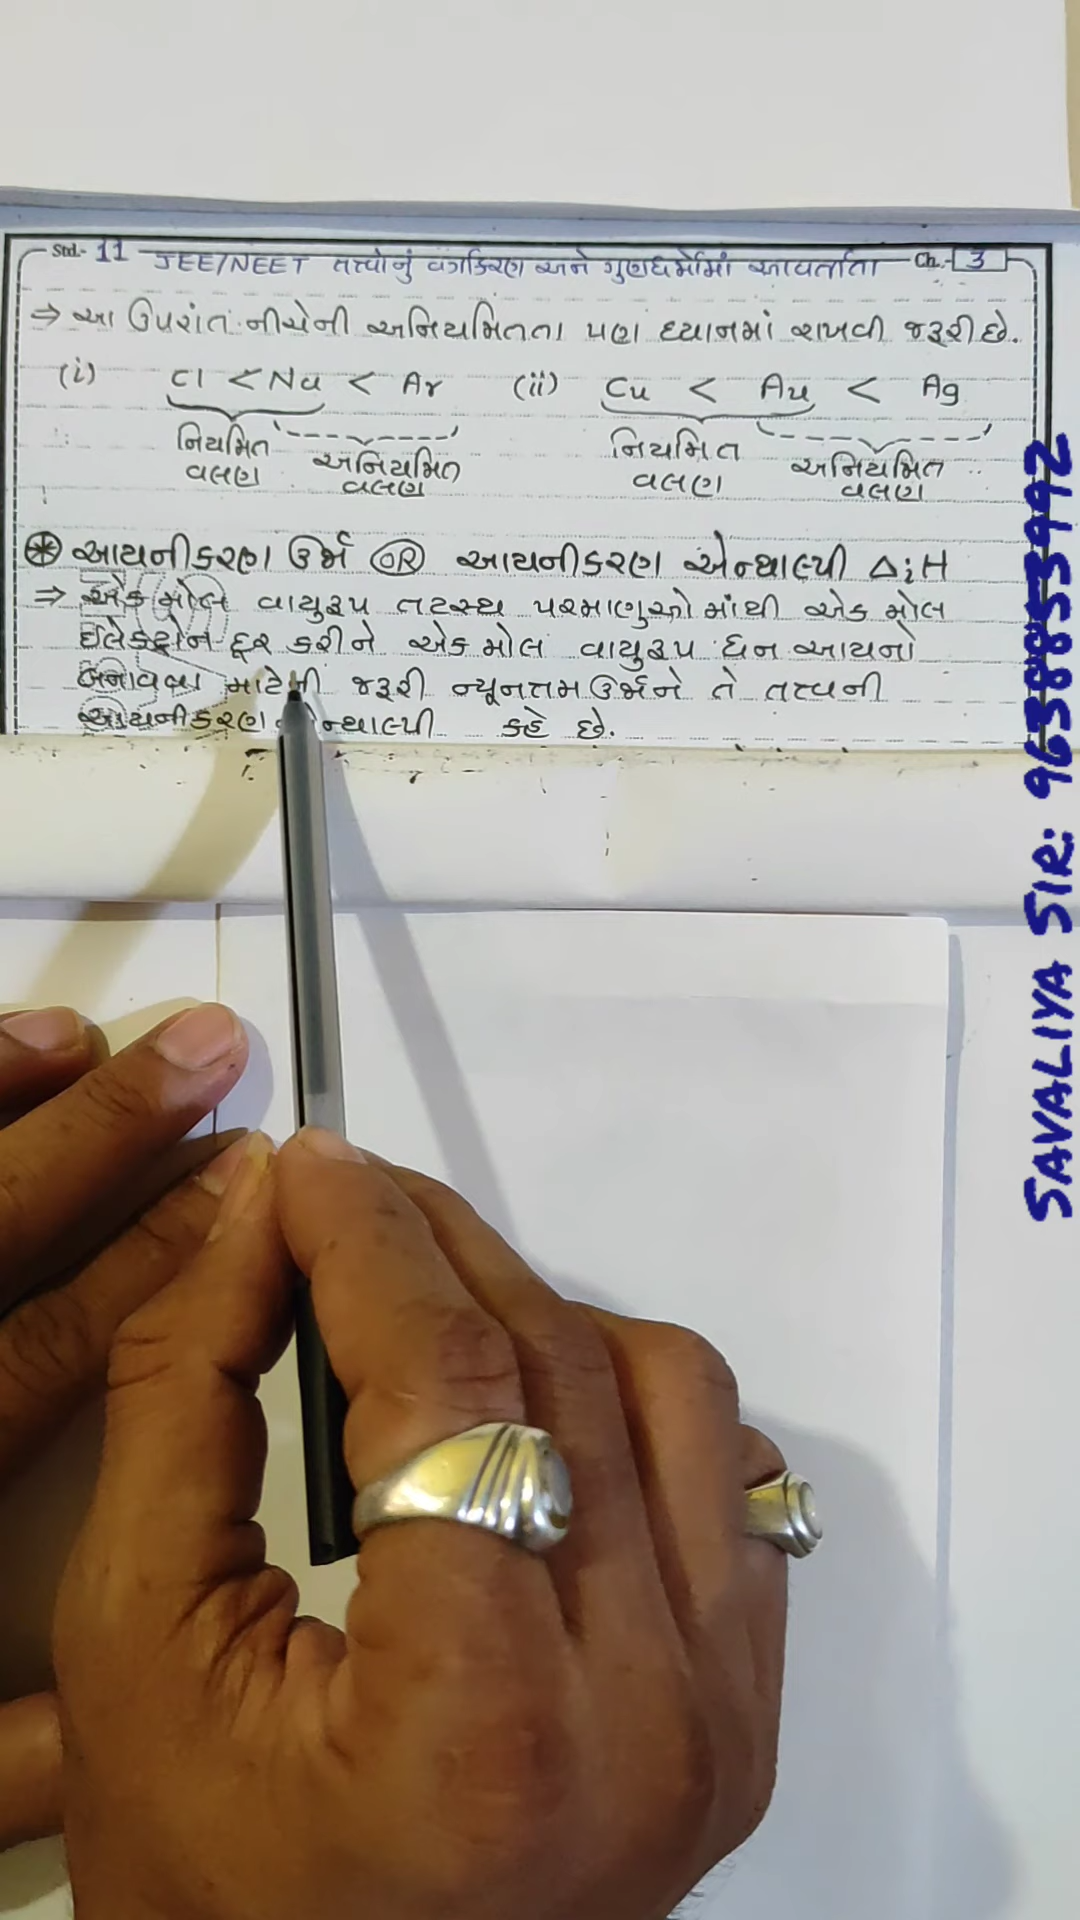 Std.- 11 JEE/NEET તત્ત્વોનું વર્ગીકરણ અને ગુણધર્મોમાં આવર્તતા Ch.- 3
⇒ આ ઉપરાંત નીચેની અનિયમિતતા પણ ધ્યાનમાં રાખવી જરૂરી છે.
(i) Cl < Na < Ar (ii) Cu < Au < Ag
નિયમિત વલણ અનિયમિત વલણ નિયમિત વલણ અનિયમિત વલણ
આયનીકરણ ઉર્જા OR આયનીકરણ એન્થાલ્પી ΔiH
⇒ એક મોલ વાયુરૂપ તટસ્થ પરમાણુઓમાંથી એક મોલ
ઇલેક્ટ્રોન દૂર કરીને એક મોલ વાયુરૂપ ધન આયનો
બનાવવા માટેની જરૂરી ન્યૂનત્તમ ઉર્જાને તે તત્ત્વની
આયનીકરણ એન્થાલ્પી કહે છે.
SAVALIYA SIR: 9638853992